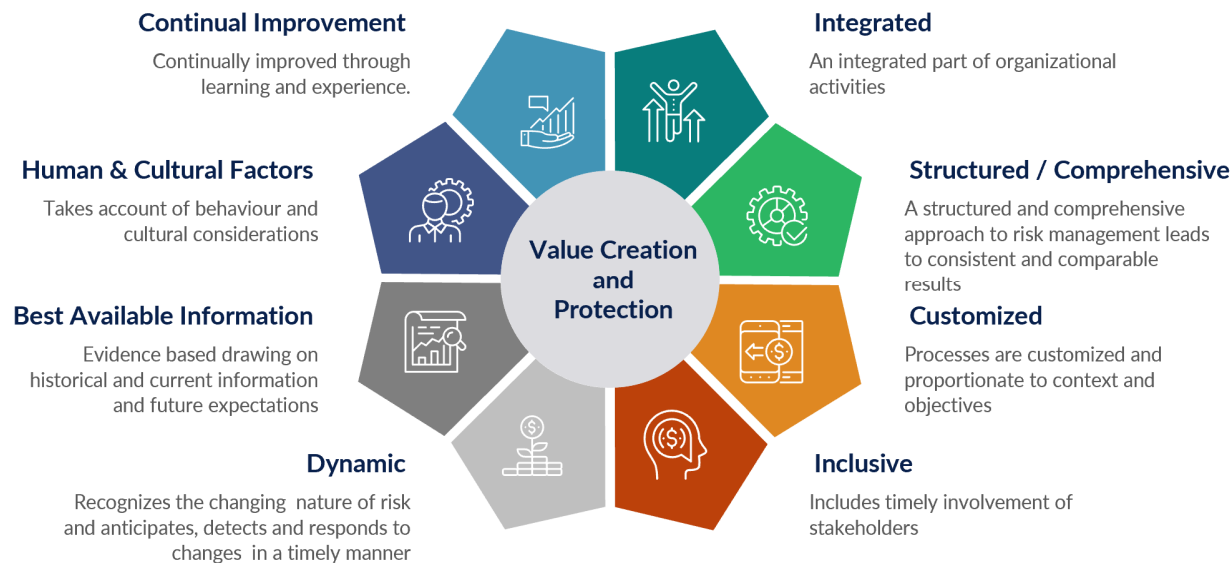 Continual Improvement
Continually improved through
learning and experience.
Human & Cultural Factors
Takes account of behaviour and
cultural considerations
Best Available Information
Evidence based drawing on
historical and current information
and future expectations
Dynamic
Recognizes the changing nature of risk
and anticipates, detects and responds to
changes in a timely manner
Value Creation
and
Protection
Integrated
An integrated part of organizational
activities
Structured / Comprehensive
A structured and comprehensive
approach to risk management leads
to consistent and comparable
results
Customized
Processes are customized and
proportionate to context and
objectives
Inclusive
Includes timely involvement of
stakeholders
$
$
$